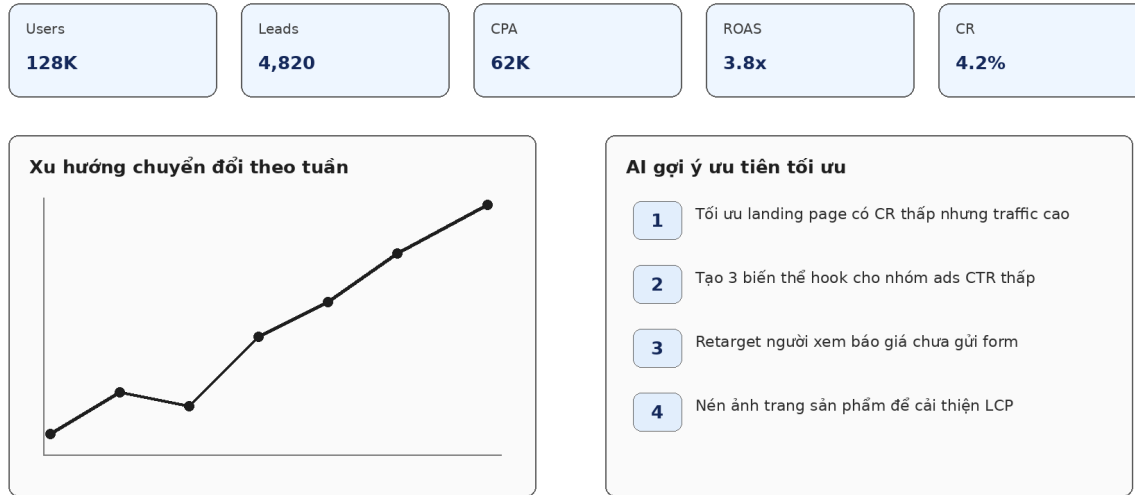 Users
128K
Leads
4,820
CPA
62K
ROAS
3.8x
CR
4.2%
Xu hướng chuyển đổi theo tuần
AI gợi ý ưu tiên tối ưu
1
Tối ưu landing page có CR thấp nhưng traffic cao
2
Tạo 3 biến thể hook cho nhóm ads CTR thấp
3
Retarget người xem báo giá chưa gửi form
4
Nén ảnh trang sản phẩm để cải thiện LCP